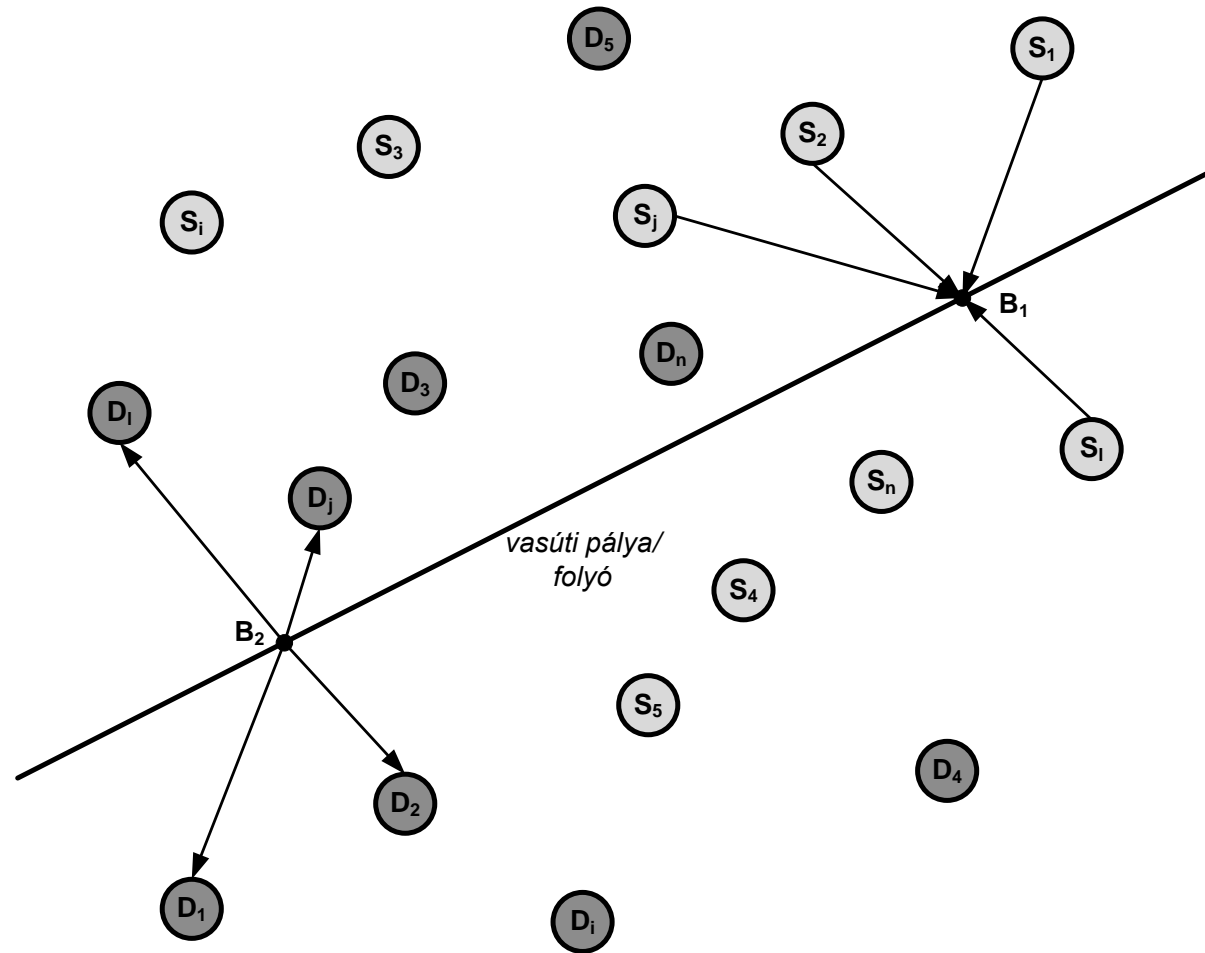 D₅
S₁
S₂
S₃
Sⱼ
Sᵢ
B₁
Dₙ
D₃
Dₗ
Sₗ
Sₙ
Dⱼ
vasúti pálya/
folyó
S₄
B₂
S₅
D₄
D₂
D₁
Dᵢ